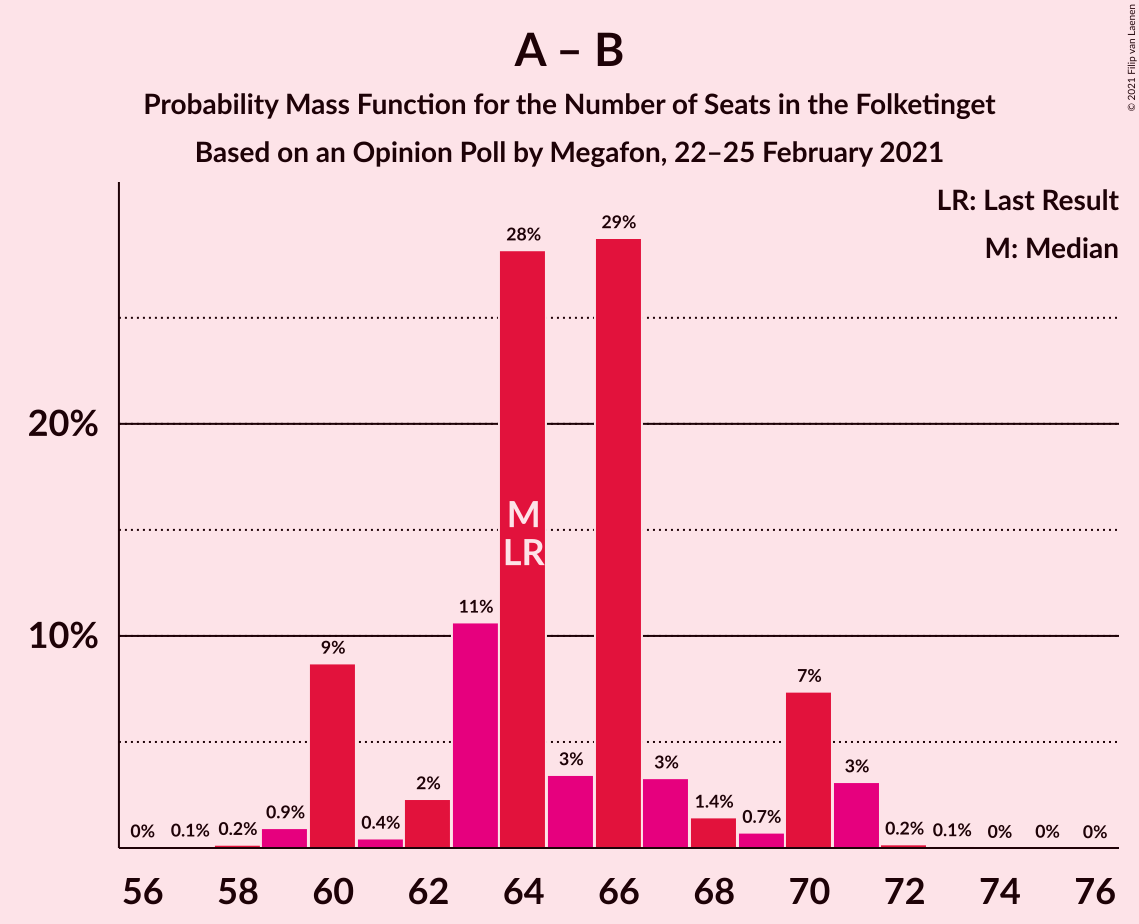 A – B
Probability Mass Function for the Number of Seats in the Folketinget
Based on an Opinion Poll by Megafon, 22–25 February 2021
© 2021 Filip van Laenen
LR: Last Result
M: Median
20%
10%
0% 0.1% 0.2% 0.9% 9% 0.4% 2% 11% 28% 3% 29% 3% 1.4% 0.7% 7% 3% 0.2% 0.1% 0% 0% 0%
M
LR
56 58 60 62 64 66 68 70 72 74 76